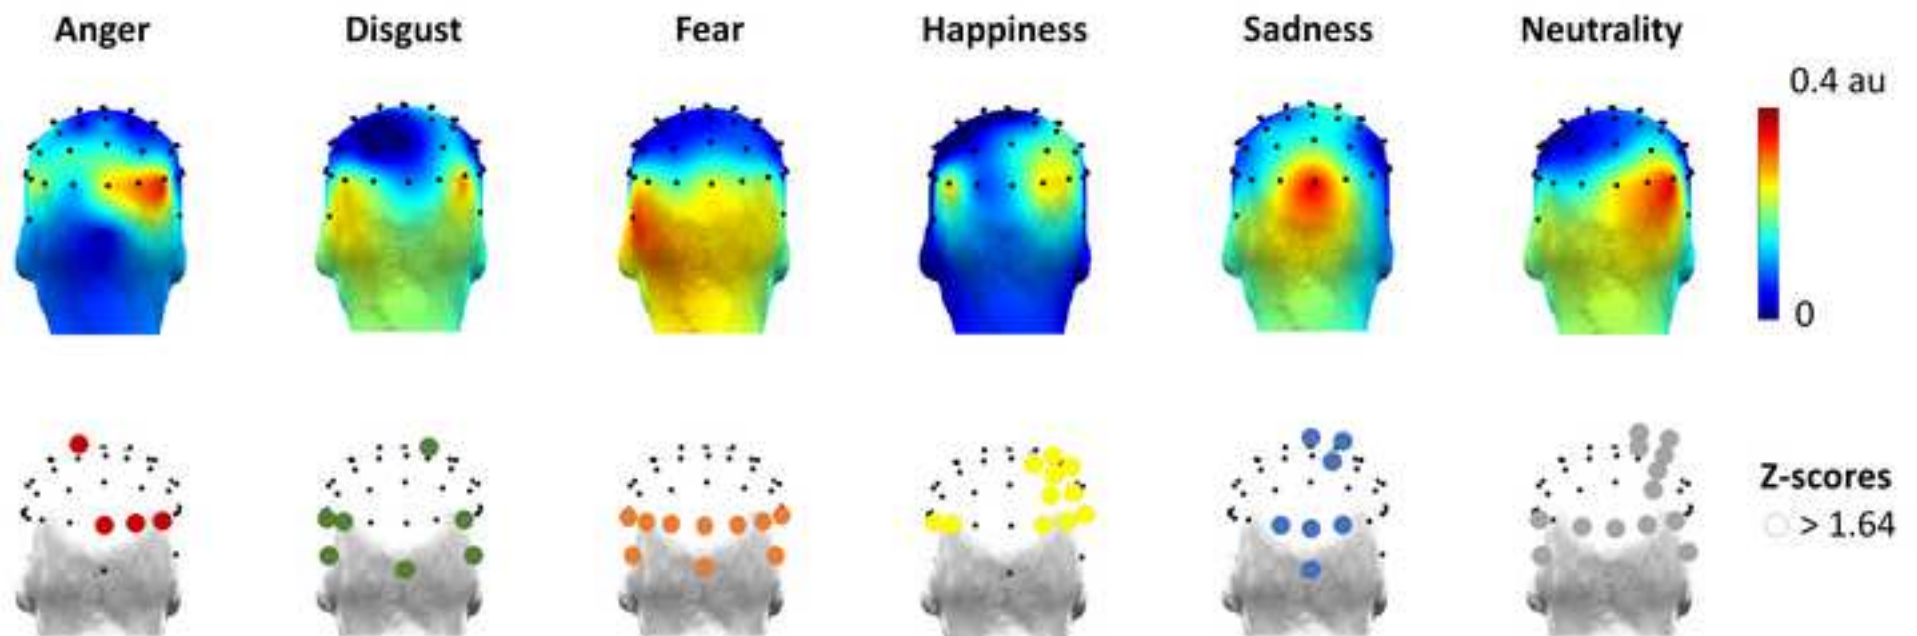 Anger Disgust Fear Happiness Sadness Neutrality
0.4 au
0
Z-scores
> 1.64